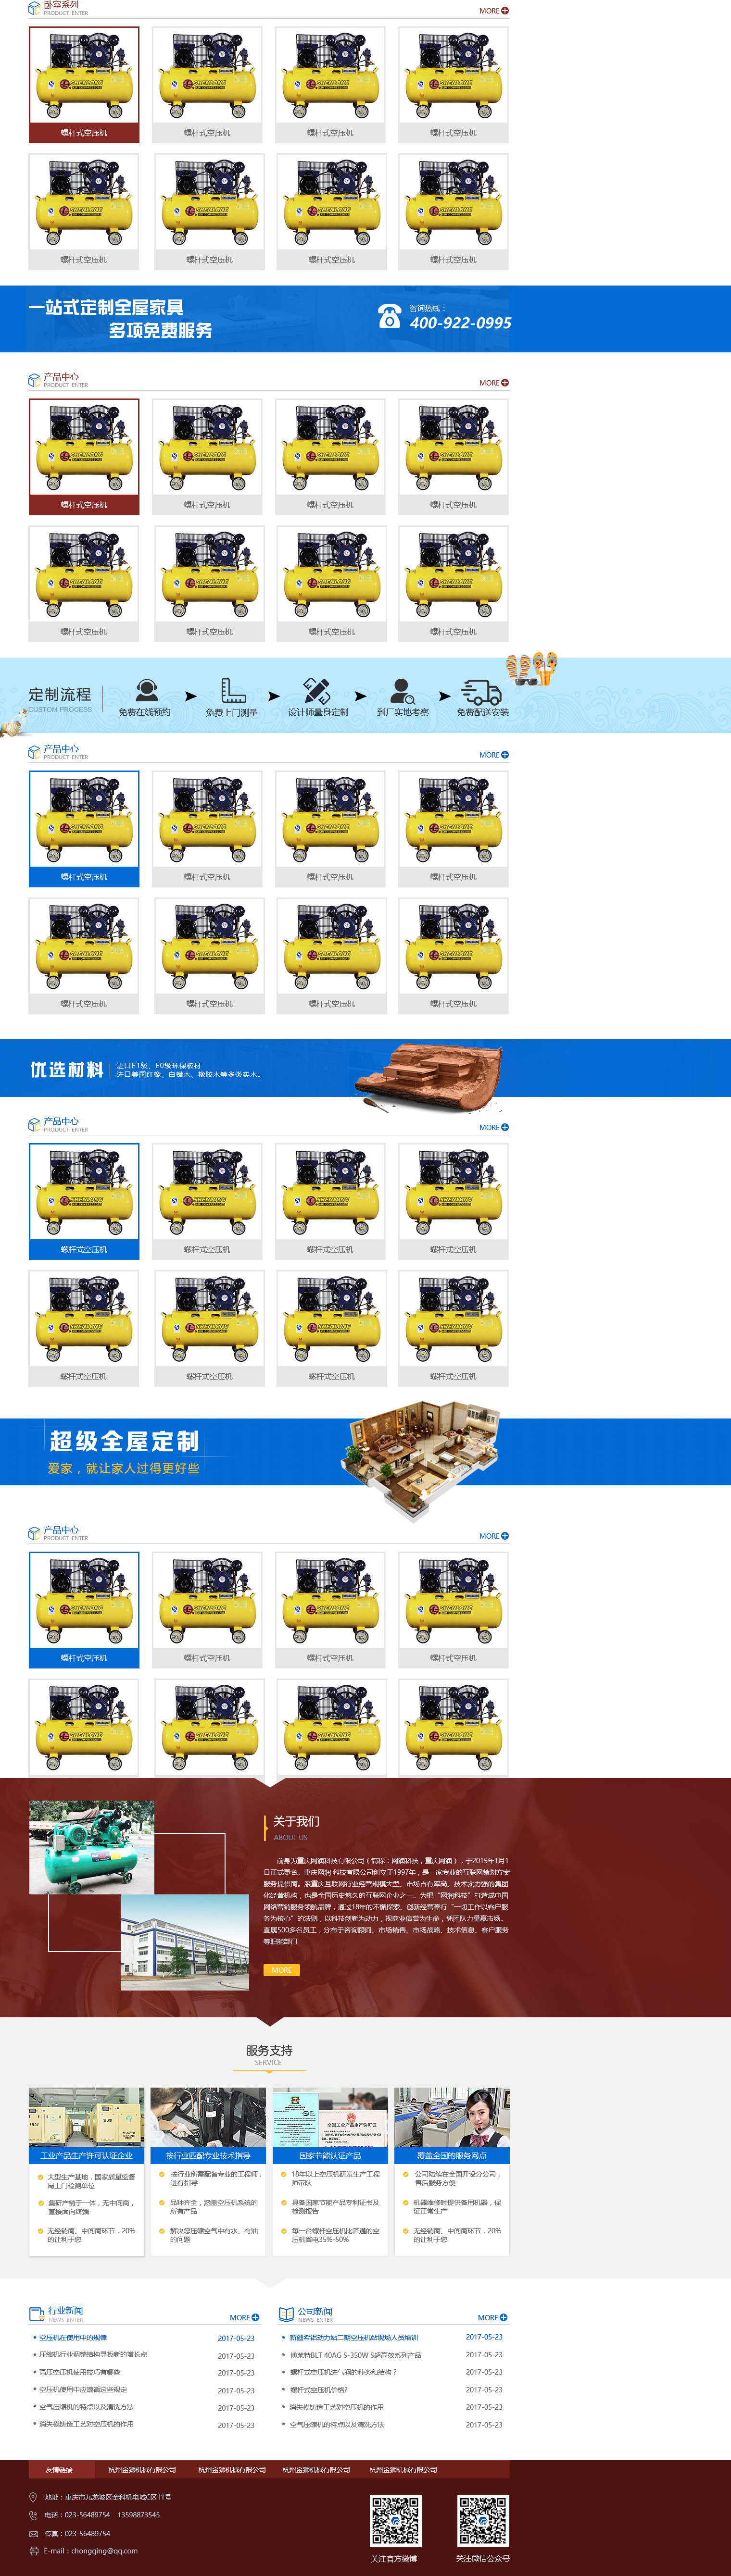 卧室系列
PRODUCT ENTER
MORE
螺杆式空压机 螺杆式空压机 螺杆式空压机 螺杆式空压机
螺杆式空压机 螺杆式空压机 螺杆式空压机 螺杆式空压机
一站式定制全屋家具
多项免费服务
咨询热线：
400-922-0995
产品中心
PRODUCT ENTER
MORE
螺杆式空压机 螺杆式空压机 螺杆式空压机 螺杆式空压机
螺杆式空压机 螺杆式空压机 螺杆式空压机 螺杆式空压机
定制流程
CUSTOM PROCESS
免费在线预约 免费上门测量 设计师量身定制 到厂实地考察 免费配送安装
产品中心
PRODUCT ENTER
MORE
螺杆式空压机 螺杆式空压机 螺杆式空压机 螺杆式空压机
螺杆式空压机 螺杆式空压机 螺杆式空压机 螺杆式空压机
优选材料
进口E1级、E0级环保板材
进口美国红橡、白蜡木、橡胶木等多类实木。
产品中心
PRODUCT ENTER
MORE
螺杆式空压机 螺杆式空压机 螺杆式空压机 螺杆式空压机
螺杆式空压机 螺杆式空压机 螺杆式空压机 螺杆式空压机
超级全屋定制
爱家，就让家人过得更好些
产品中心
PRODUCT ENTER
MORE
螺杆式空压机 螺杆式空压机 螺杆式空压机 螺杆式空压机
关于我们
ABOUT US
前身为重庆网润科技有限公司（简称：网润科技，重庆网润），于2015年1月1
日正式更名。重庆网润 科技有限公司创立于1997年，是一家专业的互联网策划方案
服务提供商。系重庆互联网行业经营规模大型、市场占有率高、技术实力强的集团
化经营机构，也是全国历史悠久的互联网企业之一。为把“网润科技”打造成中国
网络营销服务领航品牌，通过18年的不懈探索、创新经营奉行“一切工作以客户服
务为核心”的法则，以科技创新为动力，视商业信誉为生命，凭团队力量赢市场。
直属500多名员工，分布于咨询顾问、市场销售、市场战略、技术信息、客户服务
等职能部门
MORE
服务支持
SERVICE
工业产品生产许可认证企业
大型生产基地，国家质量监督
局上门检测单位
集研产销于一体，无中间商，
直接面向终端
无经销商、中间商环节，20%
的让利于您
按行业匹配专业技术指导
按行业所需配备专业的工程师，
进行指导
品种齐全，涵盖空压机系统的
所有产品
解决您压缩空气中有水、有油
的问题
国家节能认证产品
18年以上空压机研发生产工程
师带队
具备国家节能产品专利证书及
检测报告
每一台螺杆空压机比普通的空
压机省电35%-50%
覆盖全国的服务网点
公司陆续在全国开设分公司，
售后服务方便
机器维修时提供备用机器，保
证正常生产
无经销商、中间商环节，20%
的让利于您
行业新闻
NEWS ENTER
MORE
空压机在使用中的规律 2017-05-23
压缩机行业调整结构寻找新的增长点 2017-05-23
高压空压机使用技巧有哪些 2017-05-23
空压机使用中应遵循这些规定 2017-05-23
空气压缩机的特点以及清洗方法 2017-05-23
消失模铸造工艺对空压机的作用 2017-05-23
公司新闻
NEWS ENTER
MORE
新疆希铝动力站二期空压机站现场人员培训 2017-05-23
博莱特BLT 40AG S-350W S超高效系列产品 2017-05-23
螺杆式空压机进气阀的种类和结构？ 2017-05-23
螺杆式空压机价格? 2017-05-23
消失模铸造工艺对空压机的作用 2017-05-23
空气压缩机的特点以及清洗方法 2017-05-23
友情链接 杭州金狮机械有限公司 杭州金狮机械有限公司 杭州金狮机械有限公司 杭州金狮机械有限公司
地址：重庆市九龙坡区金科机电城C区11号
电话：023-56489754 13598873545
传真：023-56489754
E-mail：chongqing@qq.com
关注官方微博 关注微信公众号